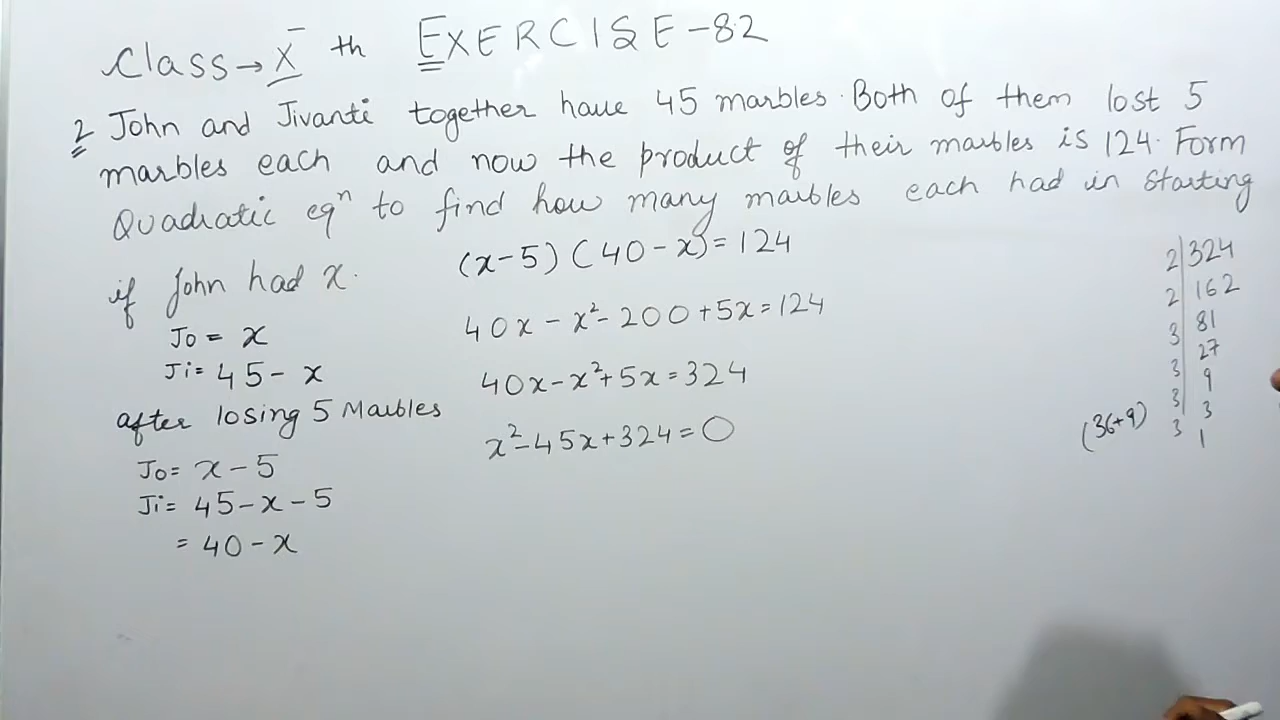 Class → X th EXERCISE - 8.2
2 John and Jivanti together have 45 marbles. Both of them lost 5
marbles each and now the product of their marbles is 124. Form
Quadratic eqⁿ to find how many marbles each had in starting
if John had x.
Jo = x
Ji = 45 - x
after losing 5 Marbles
Jo = x - 5
Ji = 45 - x - 5
= 40 - x
(x-5) (40-x) = 124
40x - x² - 200 + 5x = 124
40x - x² + 5x = 324
x² - 45x + 324 = 0
2 | 324
2 | 162
3 | 81
3 | 27
3 | 9
3 | 3
1
(36+9)